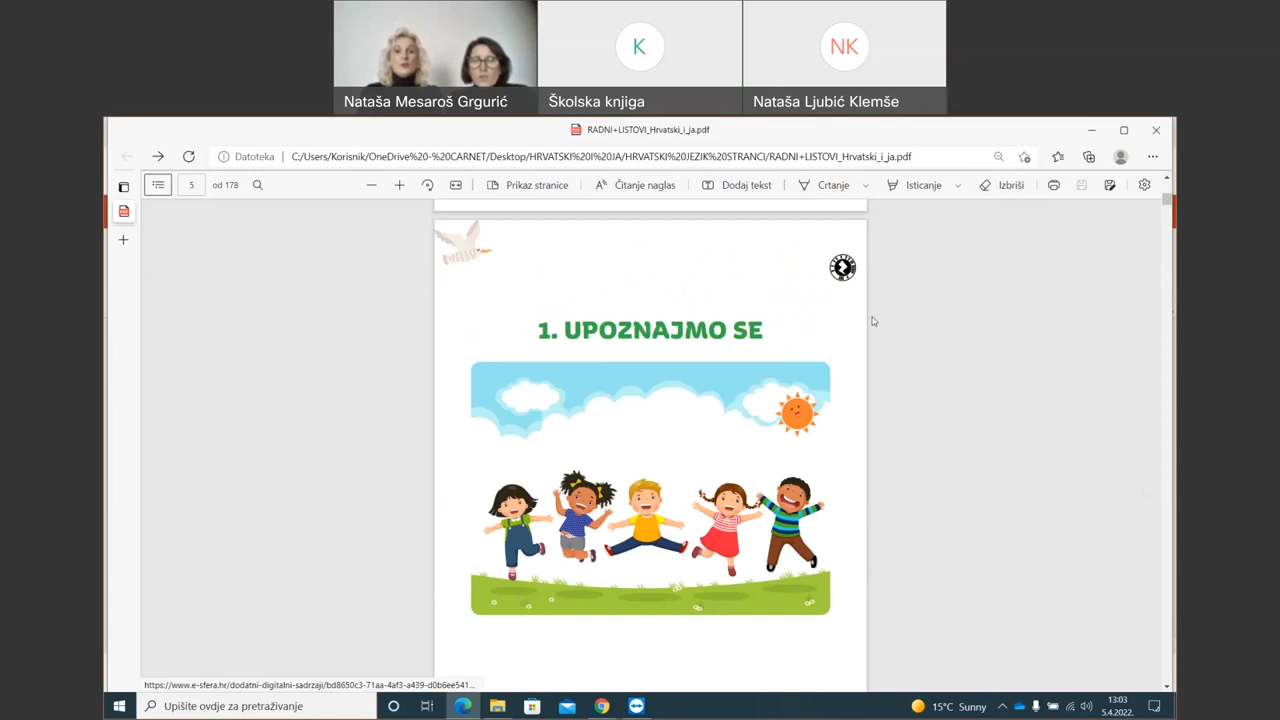 Nataša Mesaroš Grgurić
K
Školska knjiga
NK
Nataša Ljubić Klemše
RADNI+LISTOVI_Hrvatski_i_ja.pdf
Datoteka
C:/Users/Korisnik/OneDrive%20-%20CARNET/Desktop/HRVATSKI%20I%20JA/HRVATSKI%20JEZIK%20STRANCI/RADNI+LISTOVI_Hrvatski_i_ja.pdf
5 od 178 Prikaz stranice Čitanje naglas Dodaj tekst Crtanje Isticanje Izbriši
1. UPOZNAJMO SE
https://www.e-sfera.hr/dodatni-digitalni-sadrzaji/bd8650c3-71aa-4af3-a439-d0b6ee541...
Upišite ovdje za pretraživanje
15°C Sunny
13:03
5.4.2022.